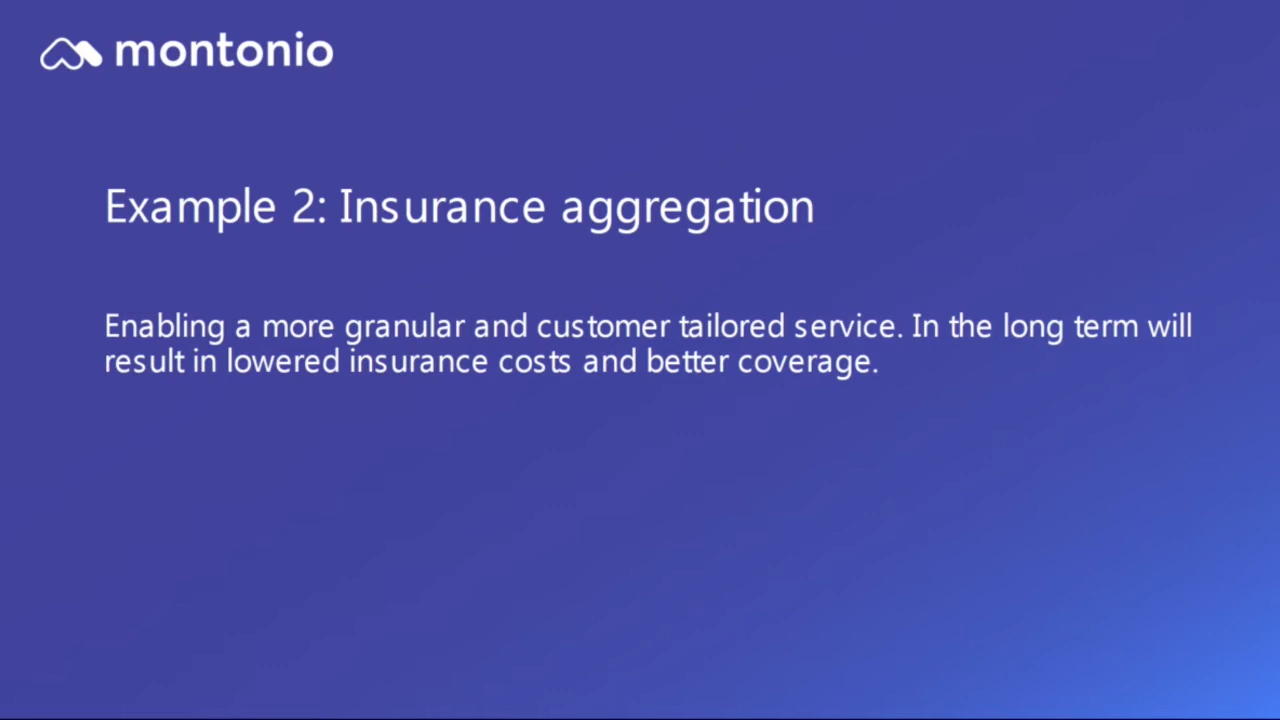 montonio
Example 2: Insurance aggregation
Enabling a more granular and customer tailored service. In the long term will
result in lowered insurance costs and better coverage.